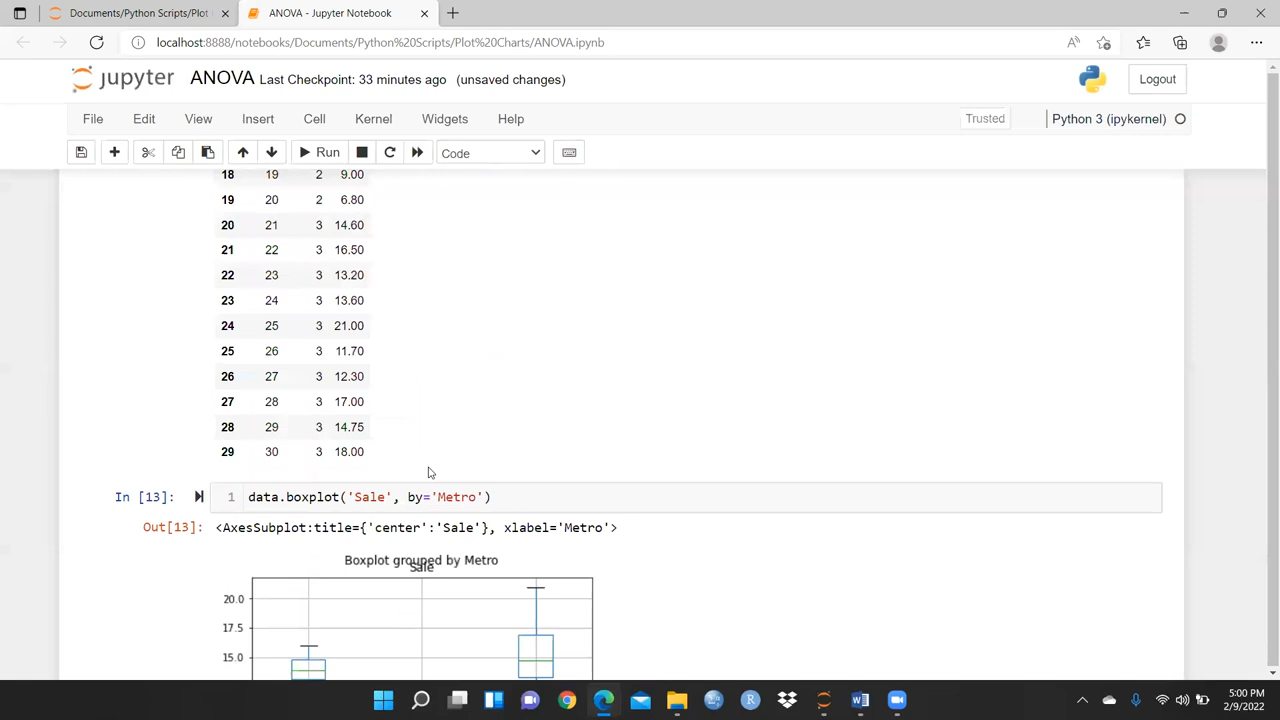 Documents/Python Scripts/Plot
ANOVA - Jupyter Notebook
localhost:8888/notebooks/Documents/Python%20Scripts/Plot%20Charts/ANOVA.ipynb
jupyter ANOVA Last Checkpoint: 33 minutes ago (unsaved changes)
Logout
File Edit View Insert Cell Kernel Widgets Help
Trusted
Python 3 (ipykernel)
Run
Code
18 19 2 9.00
19 20 2 6.80
20 21 3 14.60
21 22 3 16.50
22 23 3 13.20
23 24 3 13.60
24 25 3 21.00
25 26 3 11.70
26 27 3 12.30
27 28 3 17.00
28 29 3 14.75
29 30 3 18.00
In [13]: 1 data.boxplot('Sale', by='Metro')
Out[13]: <AxesSubplot:title={'center':'Sale'}, xlabel='Metro'>
Boxplot grouped by Metro
Sale
20.0
17.5
15.0
5:00 PM
2/9/2022